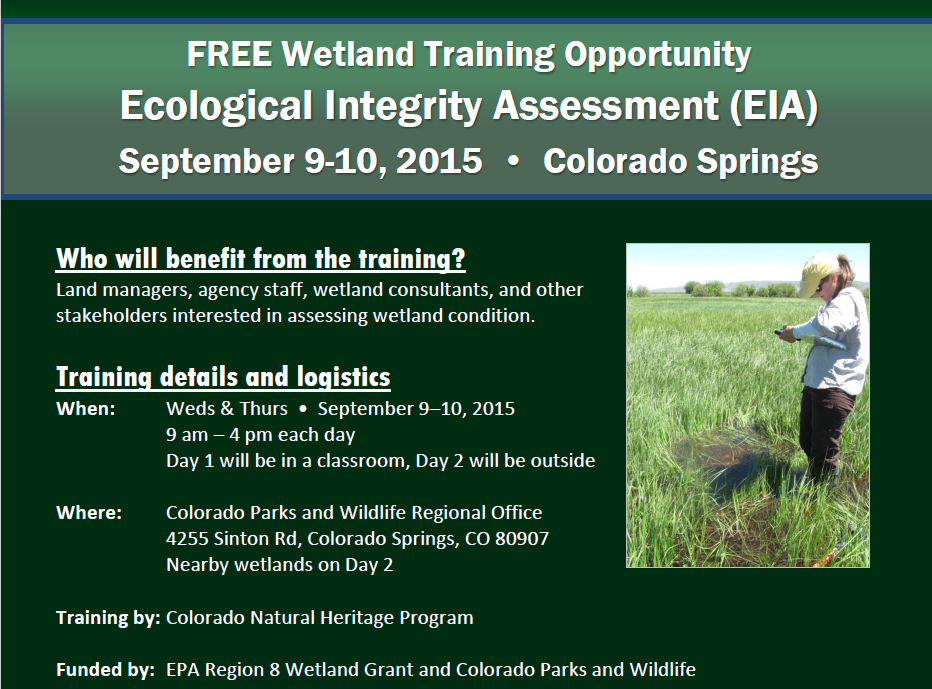 FREE Wetland Training Opportunity
Ecological Integrity Assessment (EIA)
September 9-10, 2015 • Colorado Springs
Who will benefit from the training?
Land managers, agency staff, wetland consultants, and other
stakeholders interested in assessing wetland condition.
Training details and logistics
When: Weds & Thurs • September 9–10, 2015
9 am – 4 pm each day
Day 1 will be in a classroom, Day 2 will be outside
Where: Colorado Parks and Wildlife Regional Office
4255 Sinton Rd, Colorado Springs, CO 80907
Nearby wetlands on Day 2
Training by: Colorado Natural Heritage Program
Funded by: EPA Region 8 Wetland Grant and Colorado Parks and Wildlife